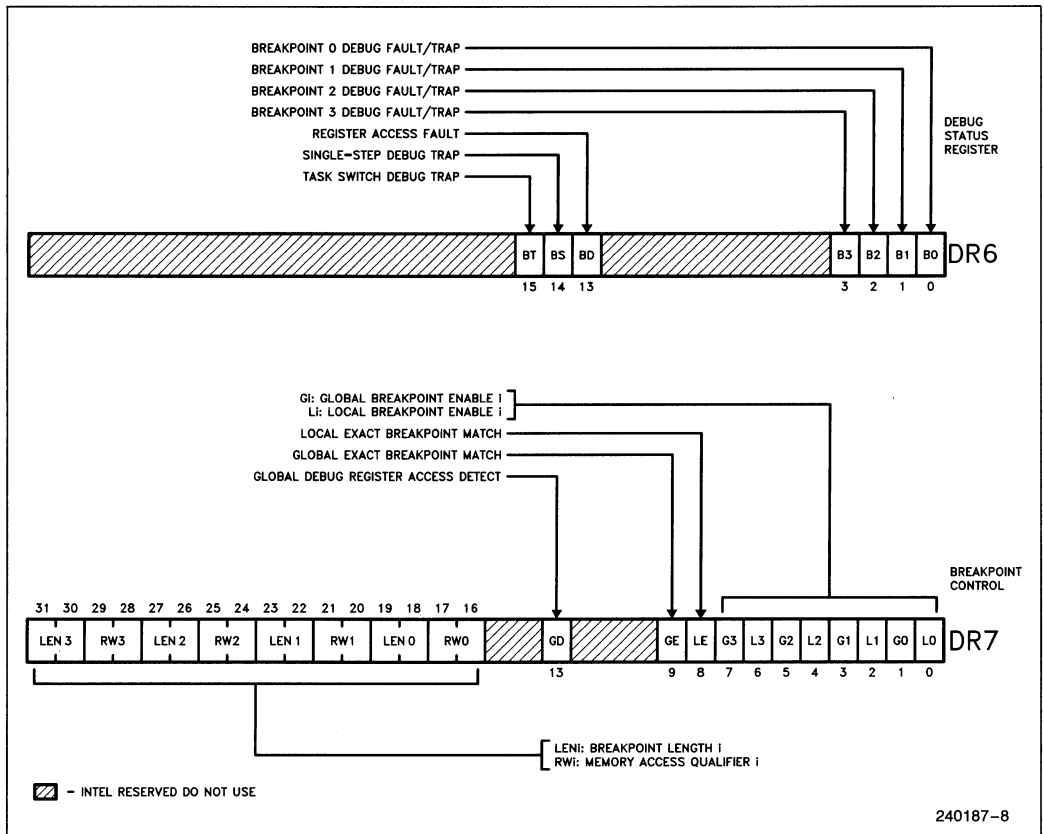 BREAKPOINT 0 DEBUG FAULT/TRAP
BREAKPOINT 1 DEBUG FAULT/TRAP
BREAKPOINT 2 DEBUG FAULT/TRAP
BREAKPOINT 3 DEBUG FAULT/TRAP
REGISTER ACCESS FAULT
SINGLE-STEP DEBUG TRAP
TASK SWITCH DEBUG TRAP
DEBUG
STATUS
REGISTER
BT BS BD B3 B2 B1 B0 DR6
15 14 13 3 2 1 0
Gi: GLOBAL BREAKPOINT ENABLE i
Li: LOCAL BREAKPOINT ENABLE i
LOCAL EXACT BREAKPOINT MATCH
GLOBAL EXACT BREAKPOINT MATCH
GLOBAL DEBUG REGISTER ACCESS DETECT
BREAKPOINT
CONTROL
31 30 29 28 27 26 25 24 23 22 21 20 19 18 17 16
LEN 3 RW3 LEN 2 RW2 LEN 1 RW1 LEN 0 RW0 GD GE LE G3 L3 G2 L2 G1 L1 G0 L0 DR7
13 9 8 7 6 5 4 3 2 1 0
LENi: BREAKPOINT LENGTH i
RWi: MEMORY ACCESS QUALIFIER i
- INTEL RESERVED DO NOT USE
240187-8